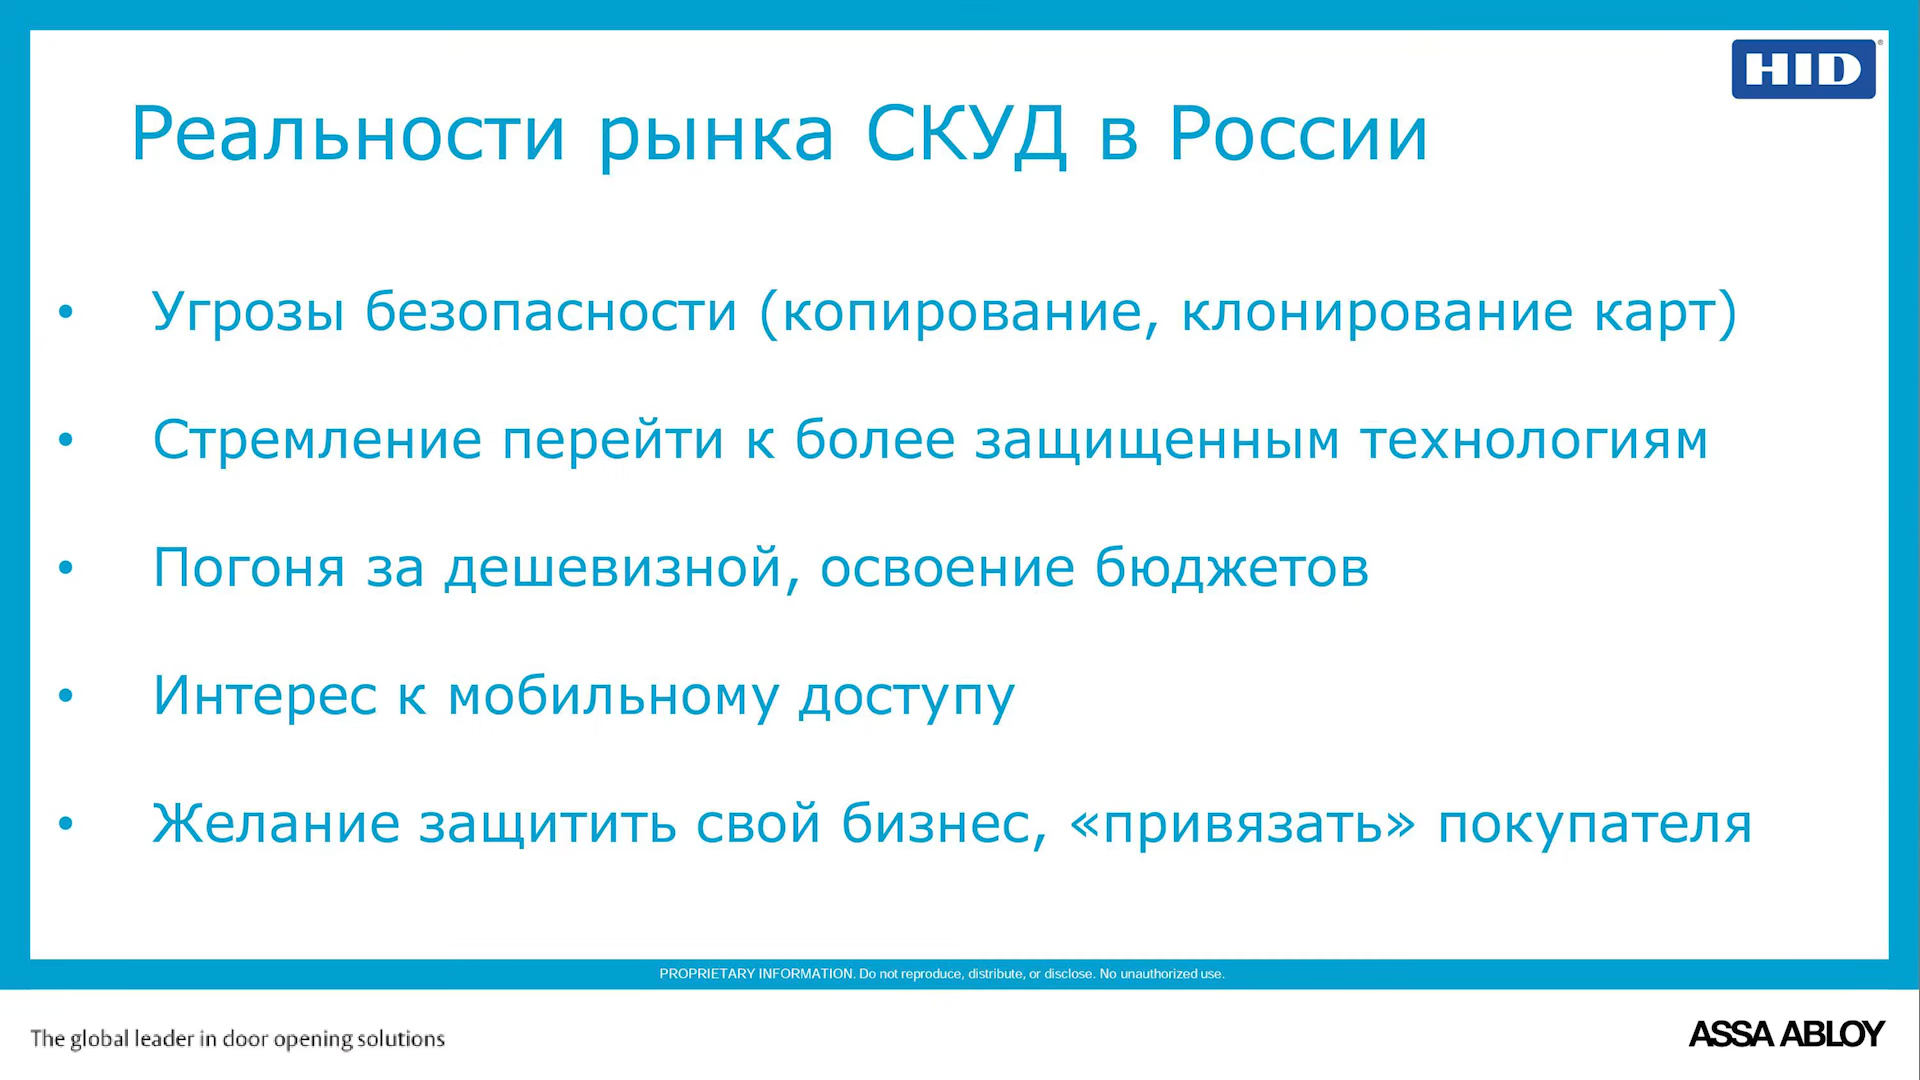 HID
Реальности рынка СКУД в России
• Угрозы безопасности (копирование, клонирование карт)
• Стремление перейти к более защищенным технологиям
• Погоня за дешевизной, освоение бюджетов
• Интерес к мобильному доступу
• Желание защитить свой бизнес, «привязать» покупателя
PROPRIETARY INFORMATION. Do not reproduce, distribute, or disclose. No unauthorized use.
The global leader in door opening solutions
ASSA ABLOY